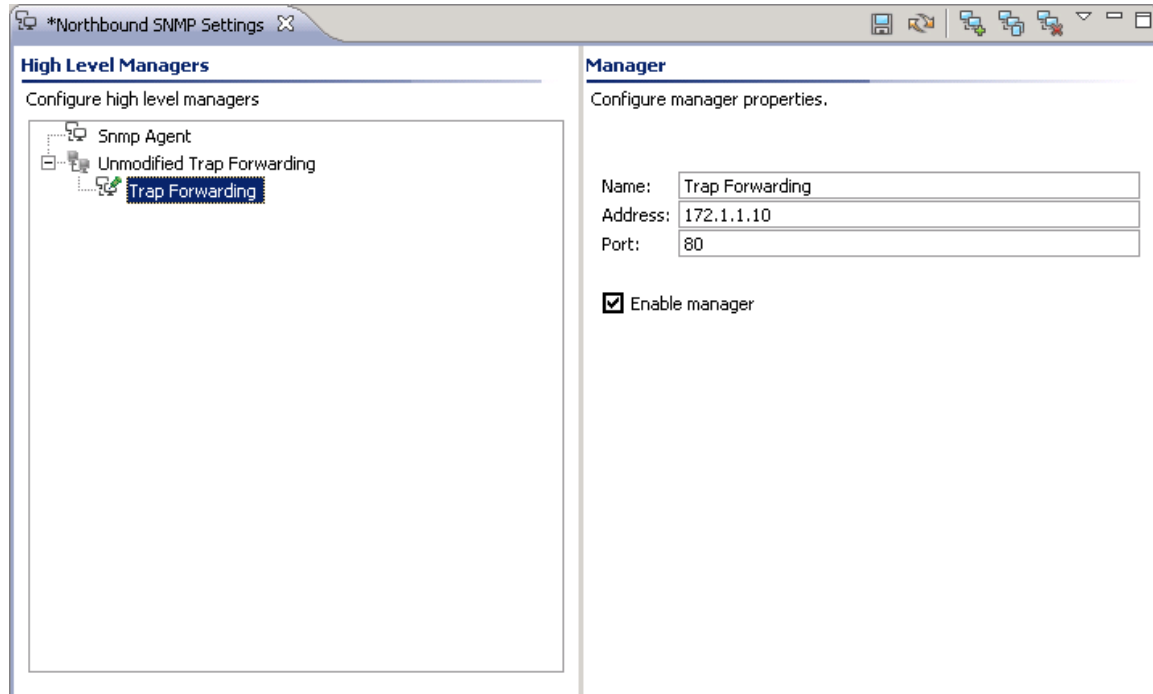 *Northbound SNMP Settings
High Level Managers
Configure high level managers
Snmp Agent
Unmodified Trap Forwarding
Trap Forwarding
Manager
Configure manager properties.
Name: Trap Forwarding
Address: 172.1.1.10
Port: 80
Enable manager